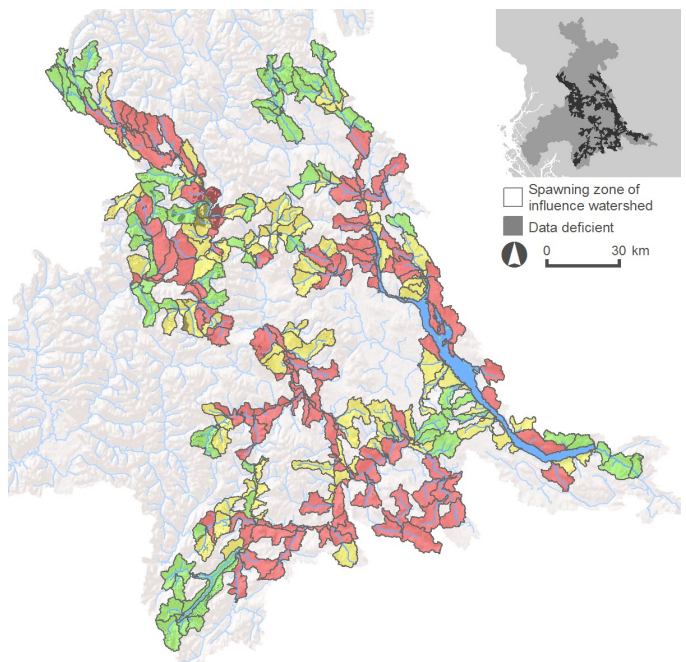 Spawning zone of
influence watershed
Data deficient
0 30 km